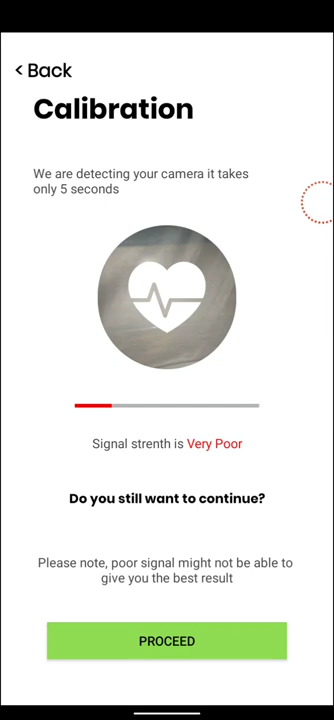 < Back
Calibration
We are detecting your camera it takes
only 5 seconds
Signal strenth is Very Poor
Do you still want to continue?
Please note, poor signal might not be able to
give you the best result
PROCEED